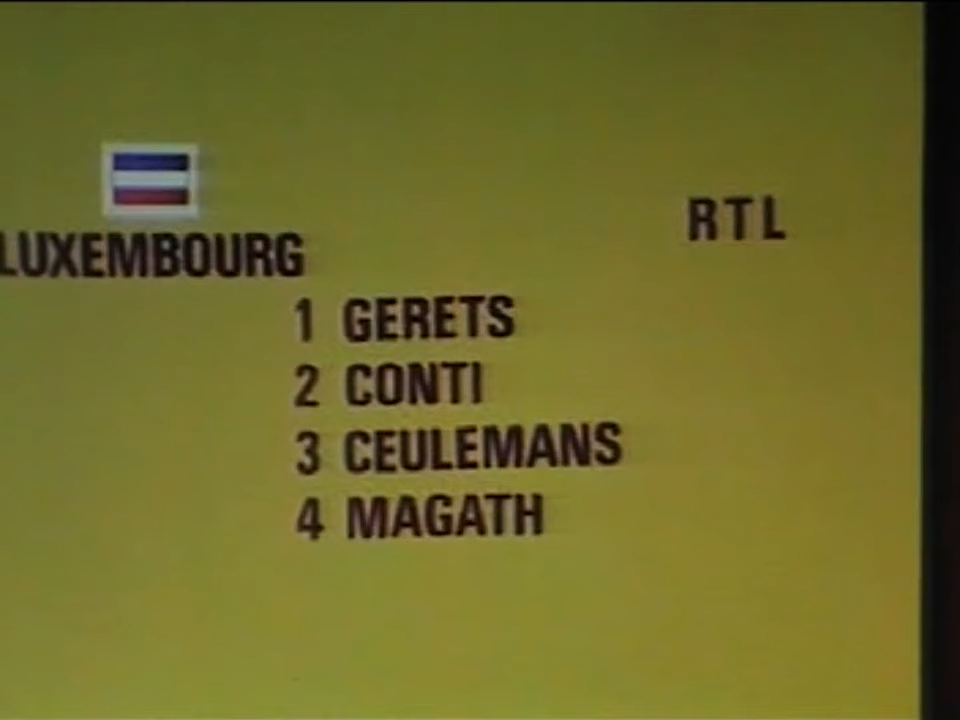 RTL
LUXEMBOURG
1 GERETS
2 CONTI
3 CEULEMANS
4 MAGATH